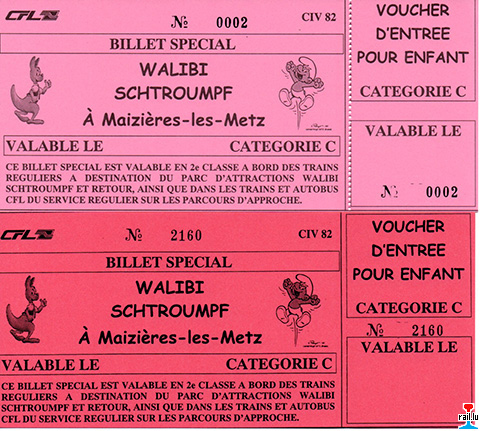 CFL
№ 0002
CIV 82
BILLET SPECIAL
WALIBI
SCHTROUMPF
À Maizières-les-Metz
VALABLE LE CATEGORIE C
CE BILLET SPECIAL EST VALABLE EN 2e CLASSE A BORD DES TRAINS
REGULIERS A DESTINATION DU PARC D'ATTRACTIONS WALIBI
SCHTROUMPF ET RETOUR, AINSI QUE DANS LES TRAINS ET AUTOBUS
CFL DU SERVICE REGULIER SUR LES PARCOURS D'APPROCHE.
VOUCHER
D'ENTREE
POUR ENFANT
CATEGORIE C
VALABLE LE
№ 0002
CFL
№ 2160
CIV 82
BILLET SPECIAL
WALIBI
SCHTROUMPF
À Maizières-les-Metz
VALABLE LE CATEGORIE C
CE BILLET SPECIAL EST VALABLE EN 2e CLASSE A BORD DES TRAINS
REGULIERS A DESTINATION DU PARC D'ATTRACTIONS WALIBI
SCHTROUMPF ET RETOUR, AINSI QUE DANS LES TRAINS ET AUTOBUS
CFL DU SERVICE REGULIER SUR LES PARCOURS D'APPROCHE.
VOUCHER
D'ENTREE
POUR ENFANT
CATEGORIE C
№ 2160
VALABLE LE
rail.lu